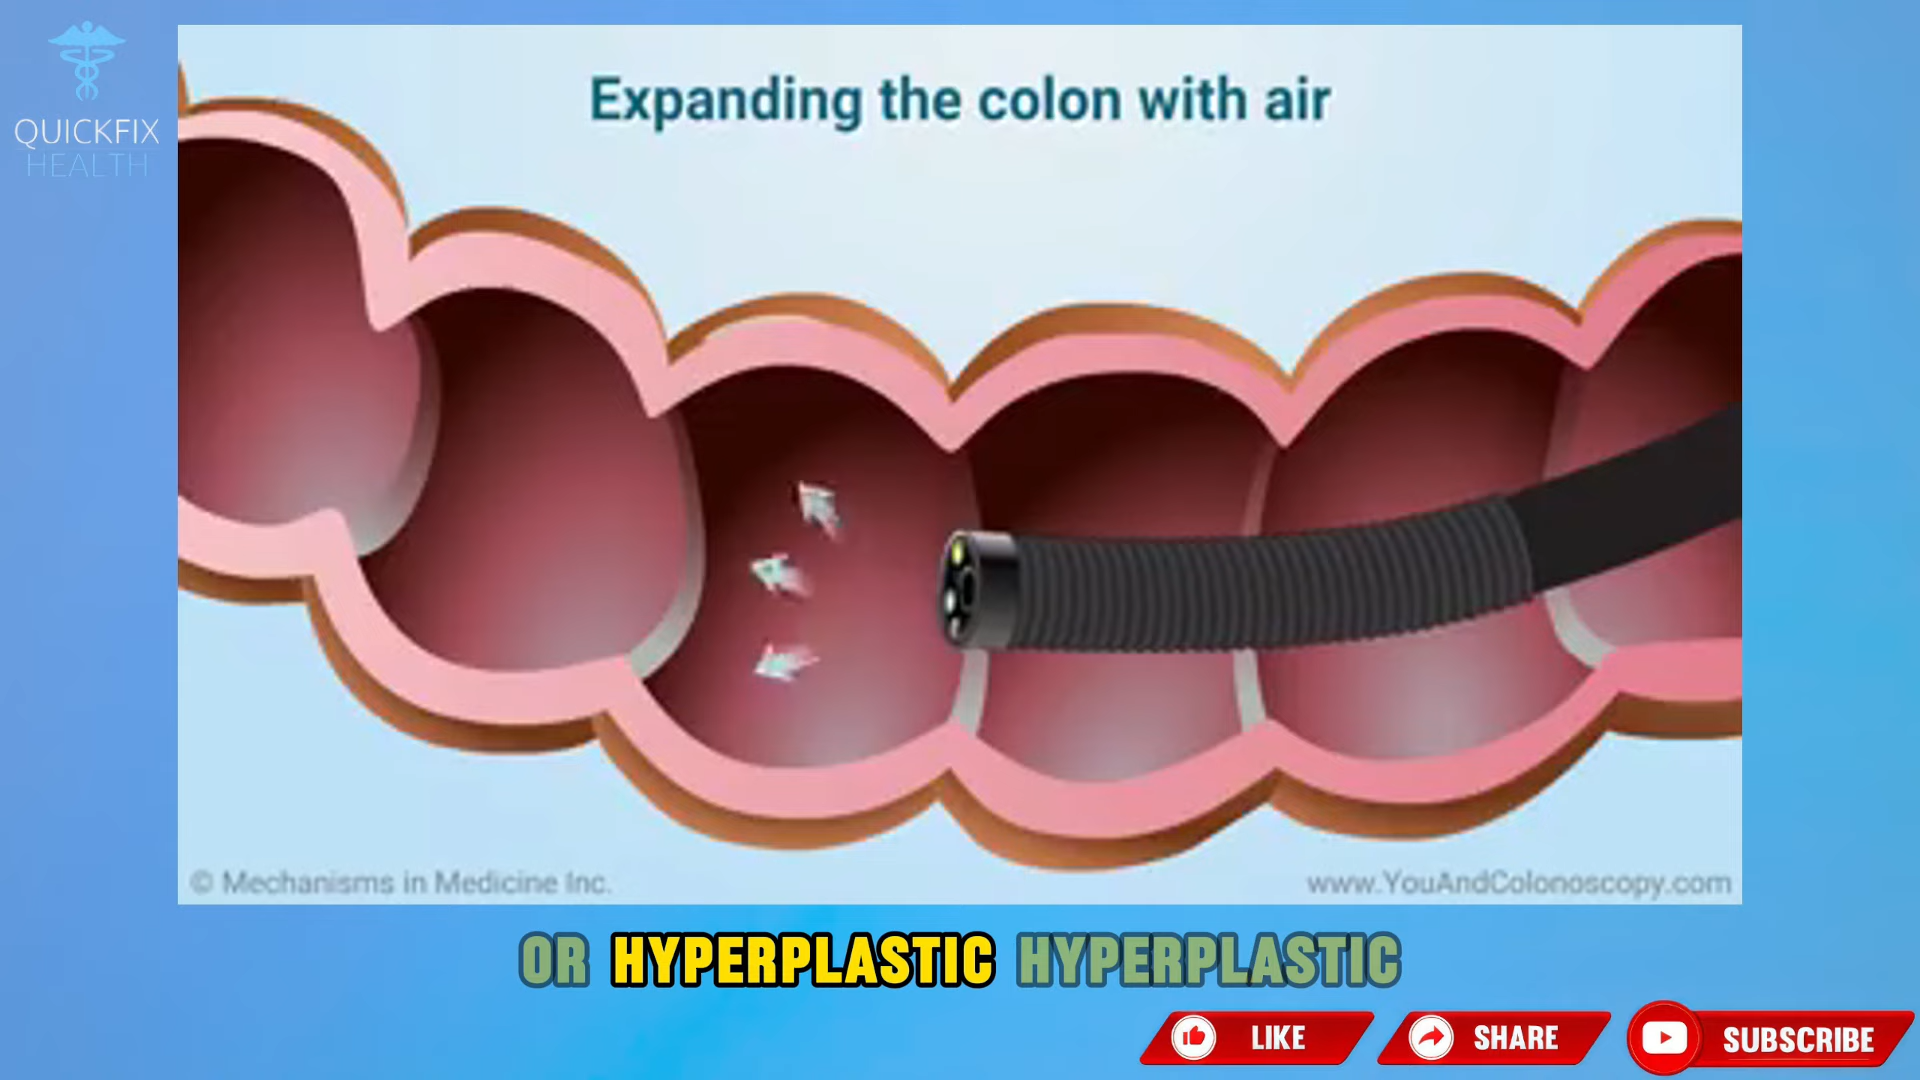 QUICKFIX
HEALTH
Expanding the colon with air
© Mechanisms in Medicine Inc.
www.YouAndColonoscopy.com
OR HYPERPLASTIC HYPERPLASTIC
LIKE
SHARE
SUBSCRIBE